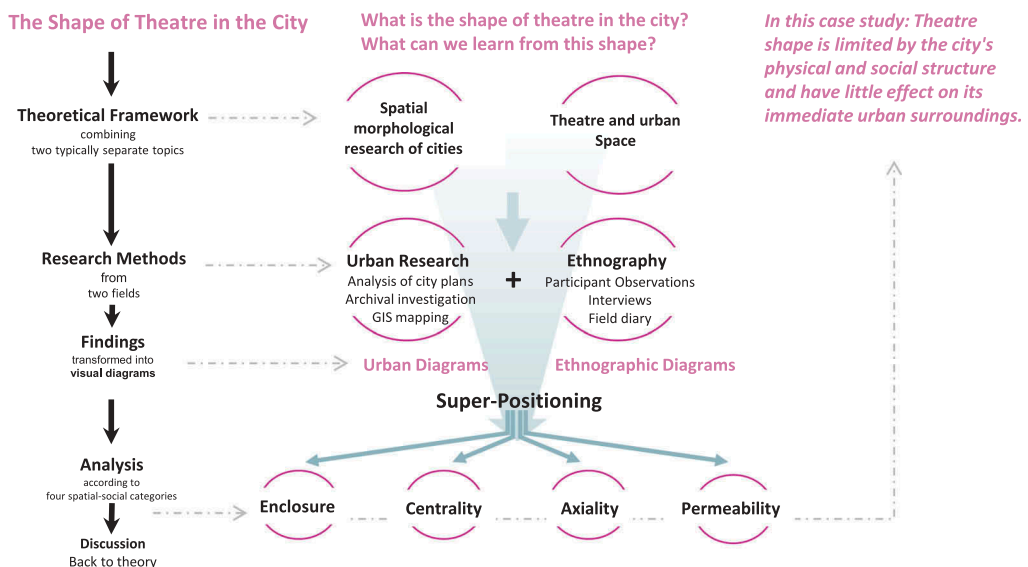 The Shape of Theatre in the City
What is the shape of theatre in the city?
What can we learn from this shape?
In this case study: Theatre
shape is limited by the city's
physical and social structure
and have little effect on its
immediate urban surroundings.
Theoretical Framework
combining
two typically separate topics
Spatial
morphological
research of cities
Theatre and urban
Space
Research Methods
from
two fields
Urban Research
Analysis of city plans
Archival investigation
GIS mapping
+
Ethnography
Participant Observations
Interviews
Field diary
Findings
transformed into
visual diagrams
Urban Diagrams
Ethnographic Diagrams
Super-Positioning
Analysis
according to
four spatial-social categories
Enclosure
Centrality
Axiality
Permeability
Discussion
Back to theory